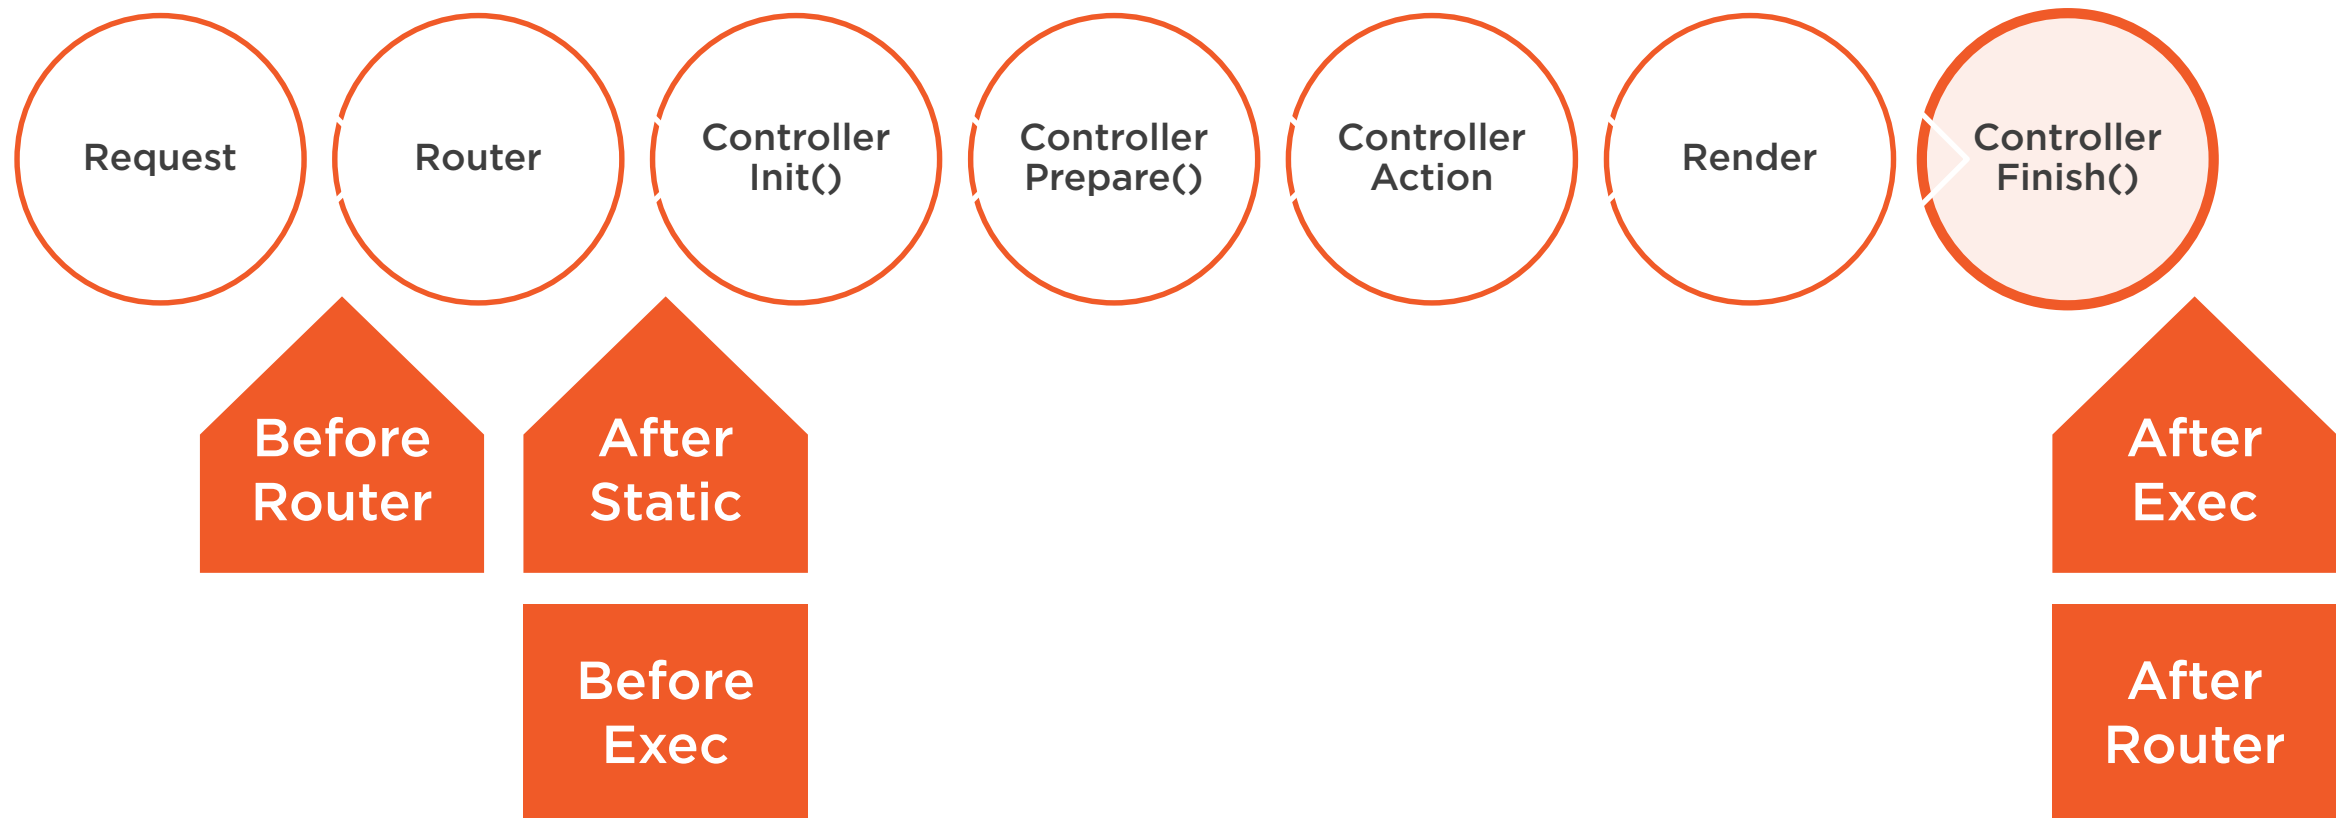 Request
Router
Controller
Init()
Controller
Prepare()
Controller
Action
Render
Controller
Finish()
Before
Router
After
Static
After
Exec
Before
Exec
After
Router